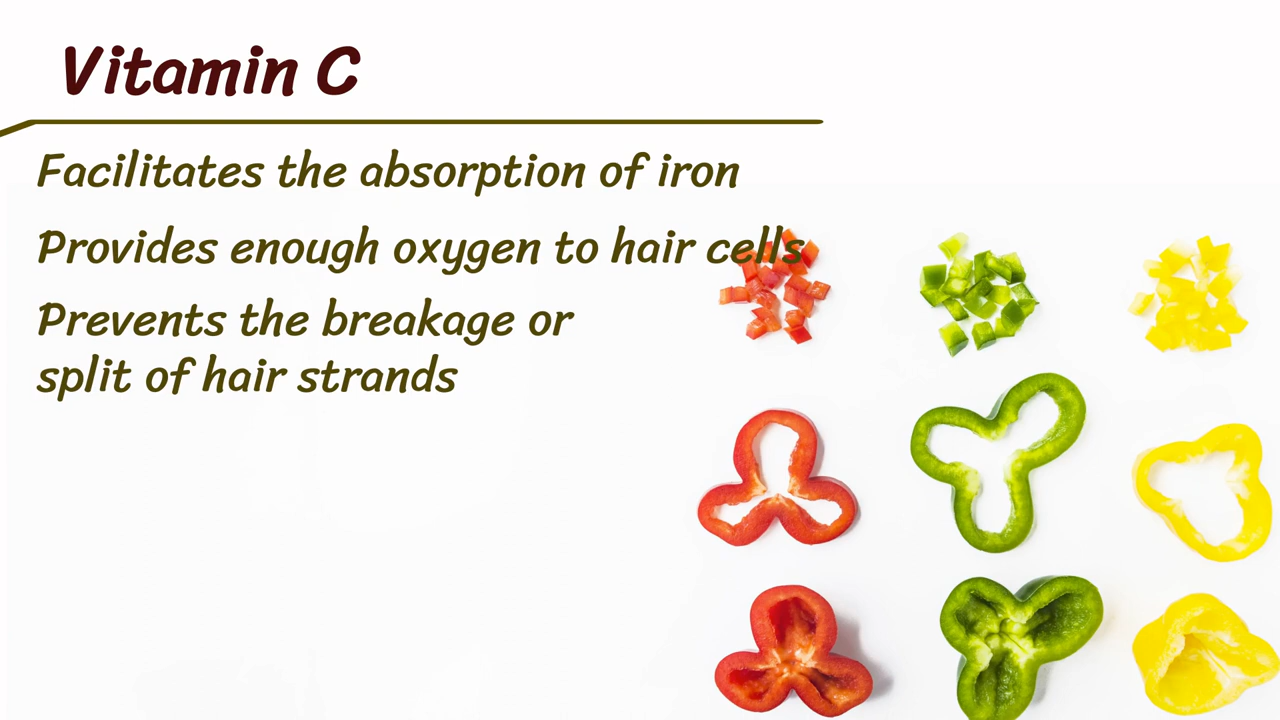 Vitamin C
Facilitates the absorption of iron
Provides enough oxygen to hair cells
Prevents the breakage or
split of hair strands